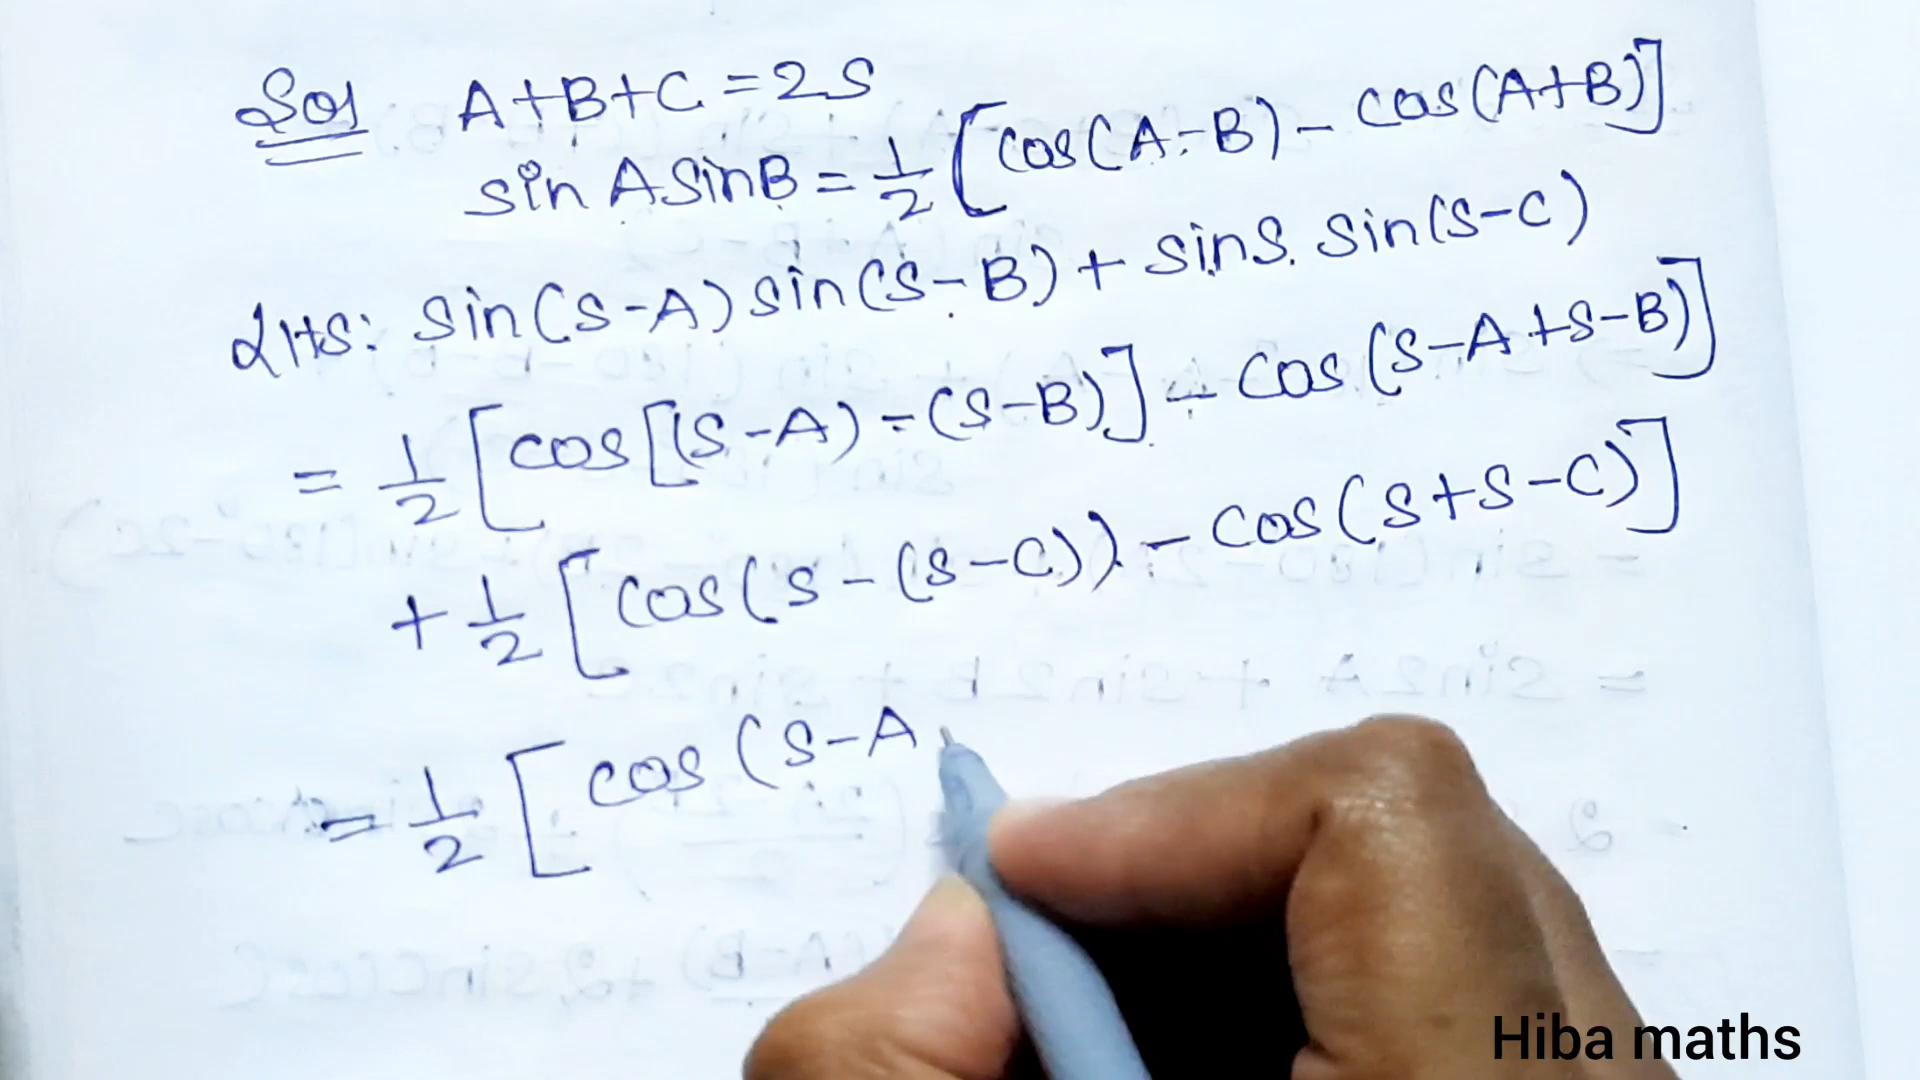 Sol A+B+C=2S
sin A sin B = 1/2 [cos(A-B) - cos(A+B)]
LHS: sin(S-A) sin(S-B) + sin S. sin(S-C)
= 1/2 [cos[(S-A)-(S-B)] - cos(S-A+S-B)]
+ 1/2 [cos(S-(S-C)) - cos(S+S-C)]
= 1/2 [cos(S-A
Hiba maths